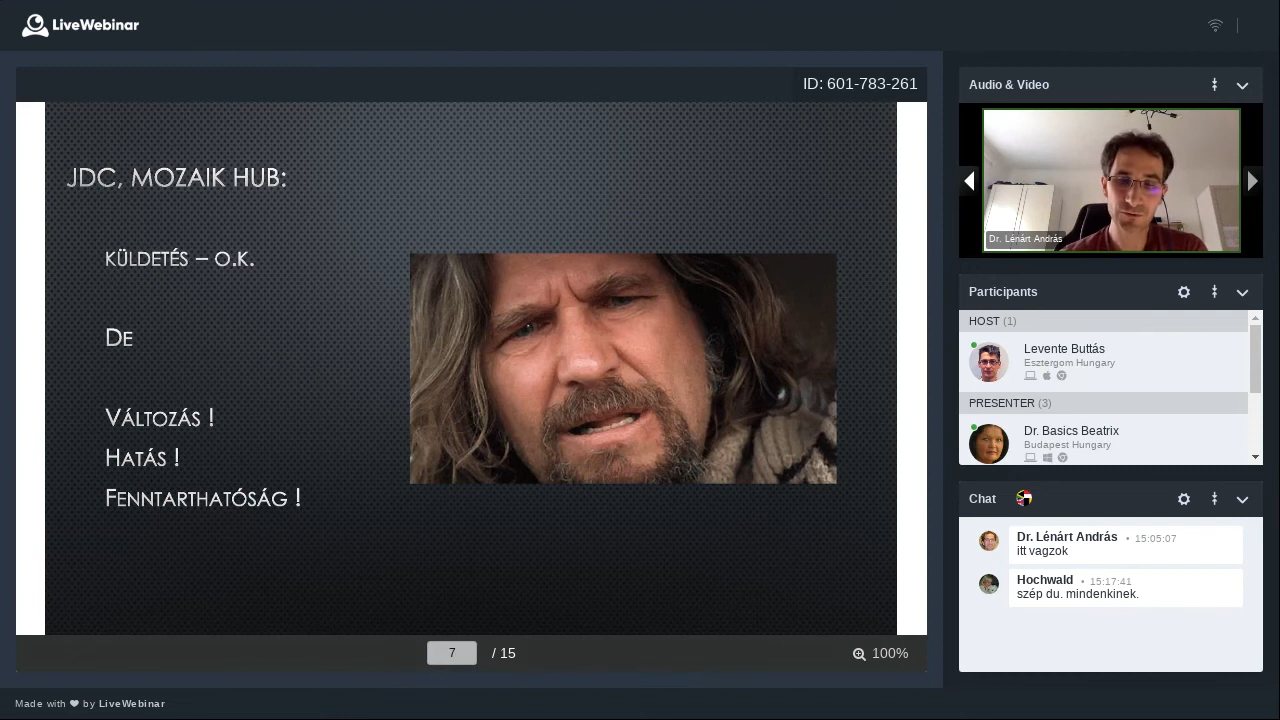 LiveWebinar
ID: 601-783-261
JDC, MOZAIK HUB:
KÜLDETÉS – O.K.
DE
VÁLTOZÁS !
HATÁS !
FENNTARTHATÓSÁG !
7 / 15
100%
Audio & Video
Dr. Lénárt András
Participants
HOST (1)
Levente Buttás
Esztergom Hungary
PRESENTER (3)
Dr. Basics Beatrix
Budapest Hungary
Chat
Dr. Lénárt András • 15:05:07
itt vagzok
Hochwald • 15:17:41
szép du. mindenkinek.
Made with ❤ by LiveWebinar